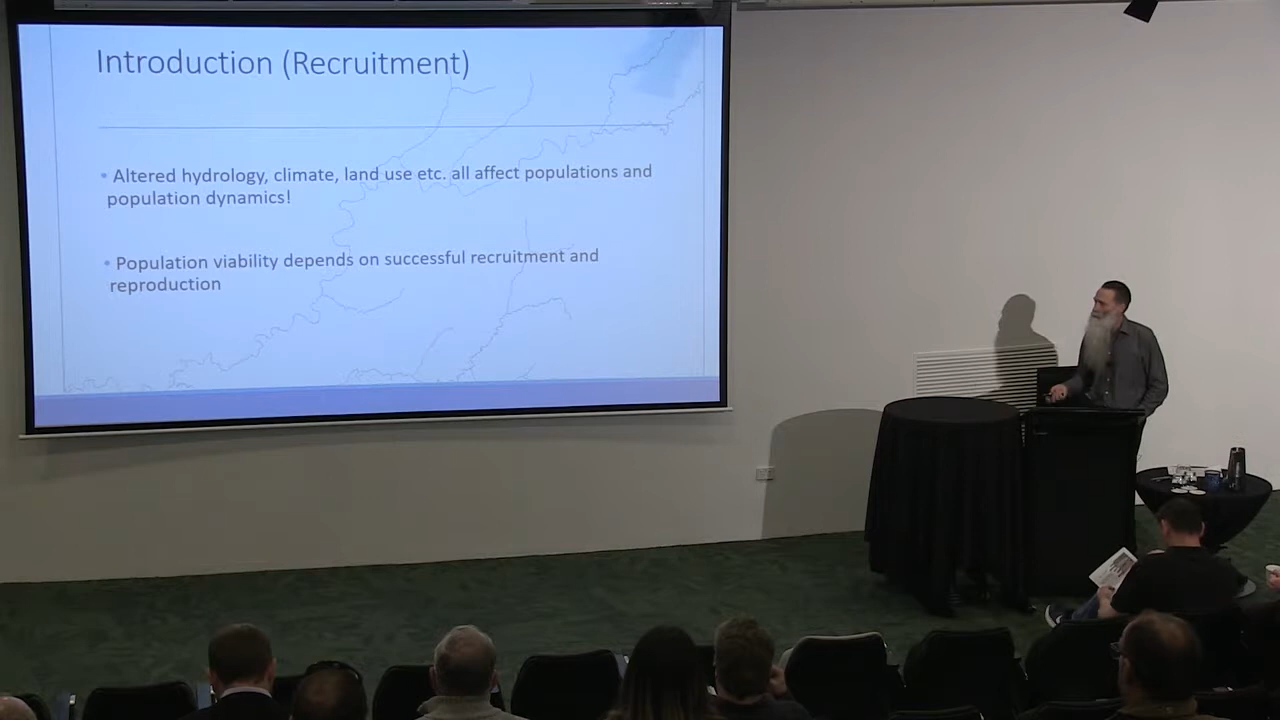 Introduction (Recruitment)
• Altered hydrology, climate, land use etc. all affect populations and
population dynamics!
• Population viability depends on successful recruitment and
reproduction